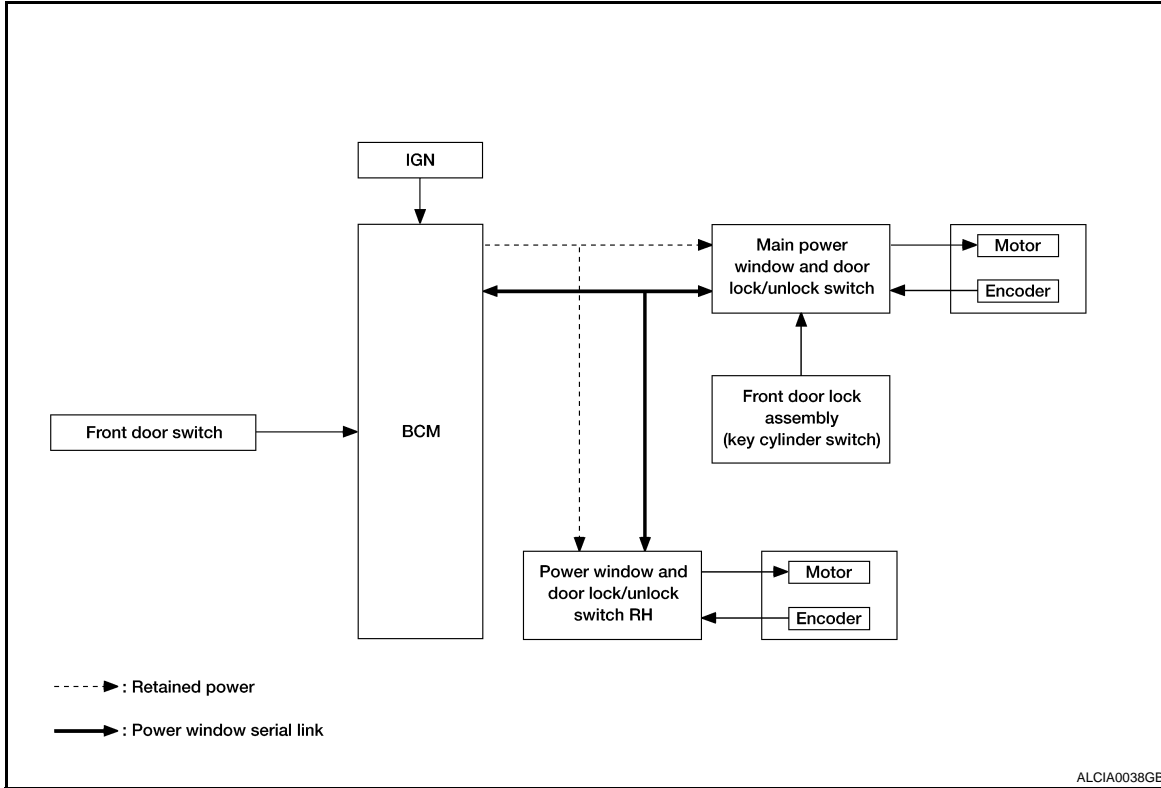 IGN
BCM
Front door switch
Main power
window and door
lock/unlock switch
Motor
Encoder
Front door lock
assembly
(key cylinder switch)
Power window and
door lock/unlock
switch RH
Motor
Encoder
: Retained power
: Power window serial link
ALCIA0038GB